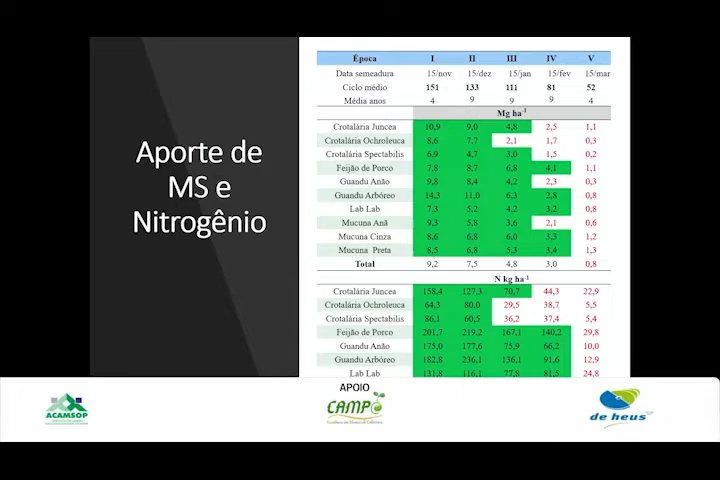 Aporte de
MS e
Nitrogênio
Época I II III IV V
Data semeadura 15/nov 15/dez 15/jan 15/fev 15/mar
Ciclo médio 151 133 111 81 52
Média anos 4 9 9 9 4
Mg ha-1
Crotalária Juncea 10,9 9,0 4,8 2,5 1,1
Crotalária Ochroleuca 8,6 7,7 2,1 1,7 0,3
Crotalária Spectabilis 6,9 4,7 3,0 1,5 0,2
Feijão de Porco 7,8 8,7 6,8 4,1 1,1
Guandu Anão 9,8 8,4 4,2 2,3 0,3
Guandu Arbóreo 14,3 11,0 6,3 2,8 0,8
Lab Lab 7,3 5,2 4,2 3,2 0,8
Mucuna Anã 9,3 5,8 3,6 2,1 0,6
Mucuna Cinza 8,6 6,8 6,0 3,3 1,2
Mucuna Preta 8,5 6,8 5,3 3,4 1,3
Total 9,2 7,5 4,8 3,0 0,8
N kg ha-1
Crotalária Juncea 158,4 127,3 70,7 44,3 22,9
Crotalária Ochroleuca 64,3 80,0 29,5 38,7 5,5
Crotalária Spectabilis 86,1 60,5 36,2 37,4 5,4
Feijão de Porco 201,7 219,2 167,1 140,2 29,8
Guandu Anão 175,0 177,6 75,9 66,2 10,0
Guandu Arbóreo 182,8 236,1 136,1 91,6 12,9
Lab Lab 131,8 116,1 77,8 81,5 24,8
APOIO
ACAMSOP
CAMPO
de heus